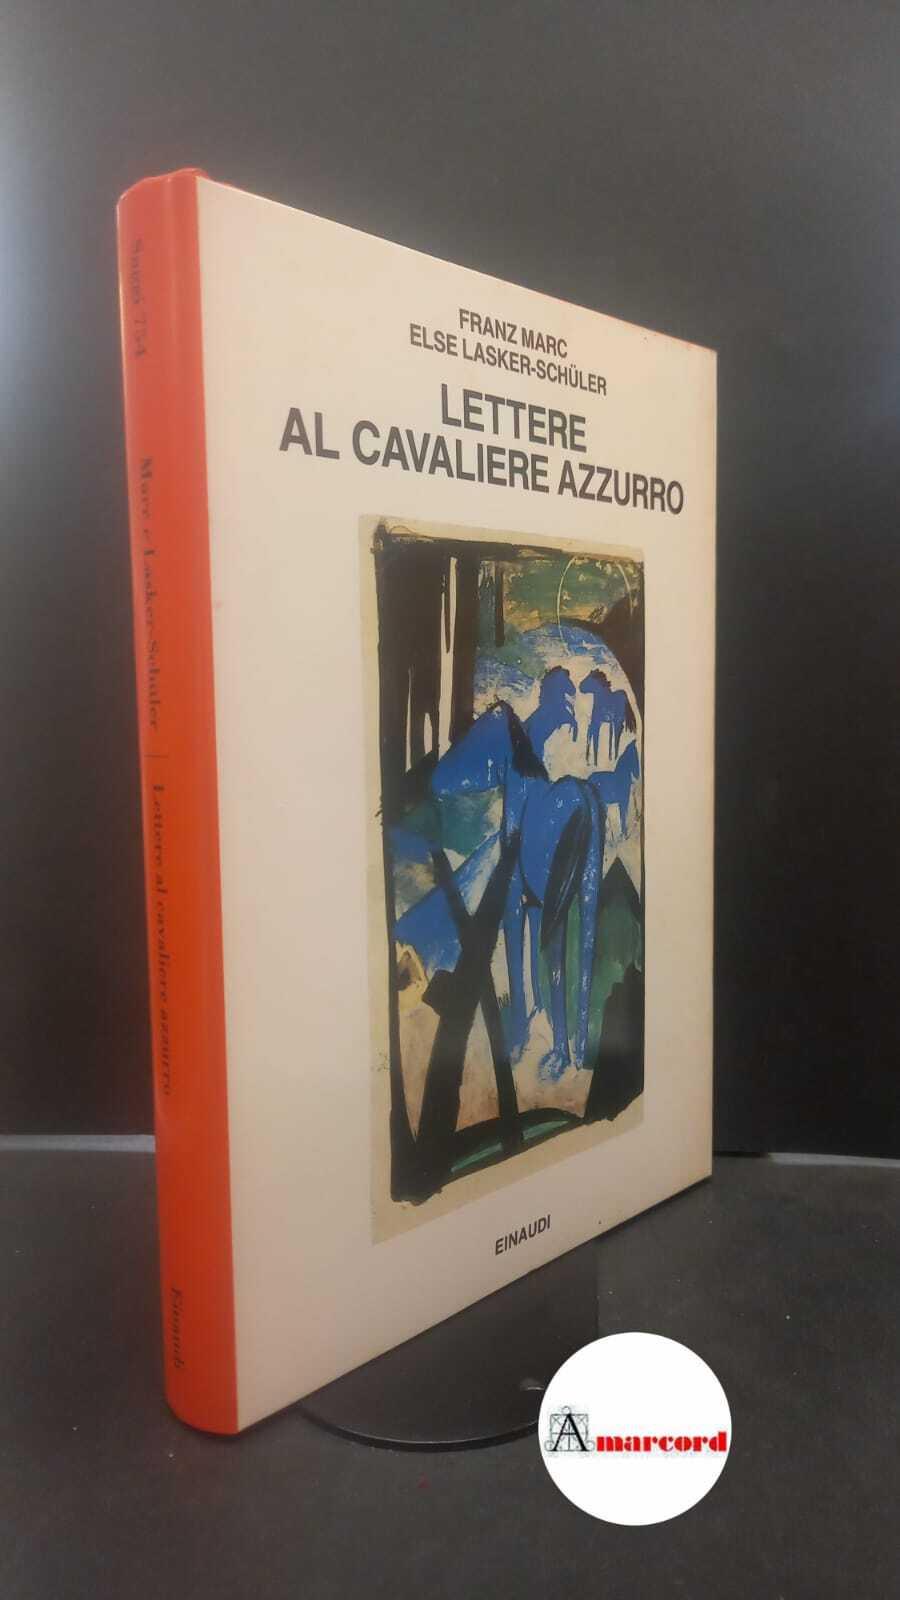 Saggi 754
Marc e Lasker-Schüler | Lettere al cavaliere azzurro
Einaudi
FRANZ MARC
ELSE LASKER-SCHÜLER
LETTERE
AL CAVALIERE AZZURRO
EINAUDI
Amarcord